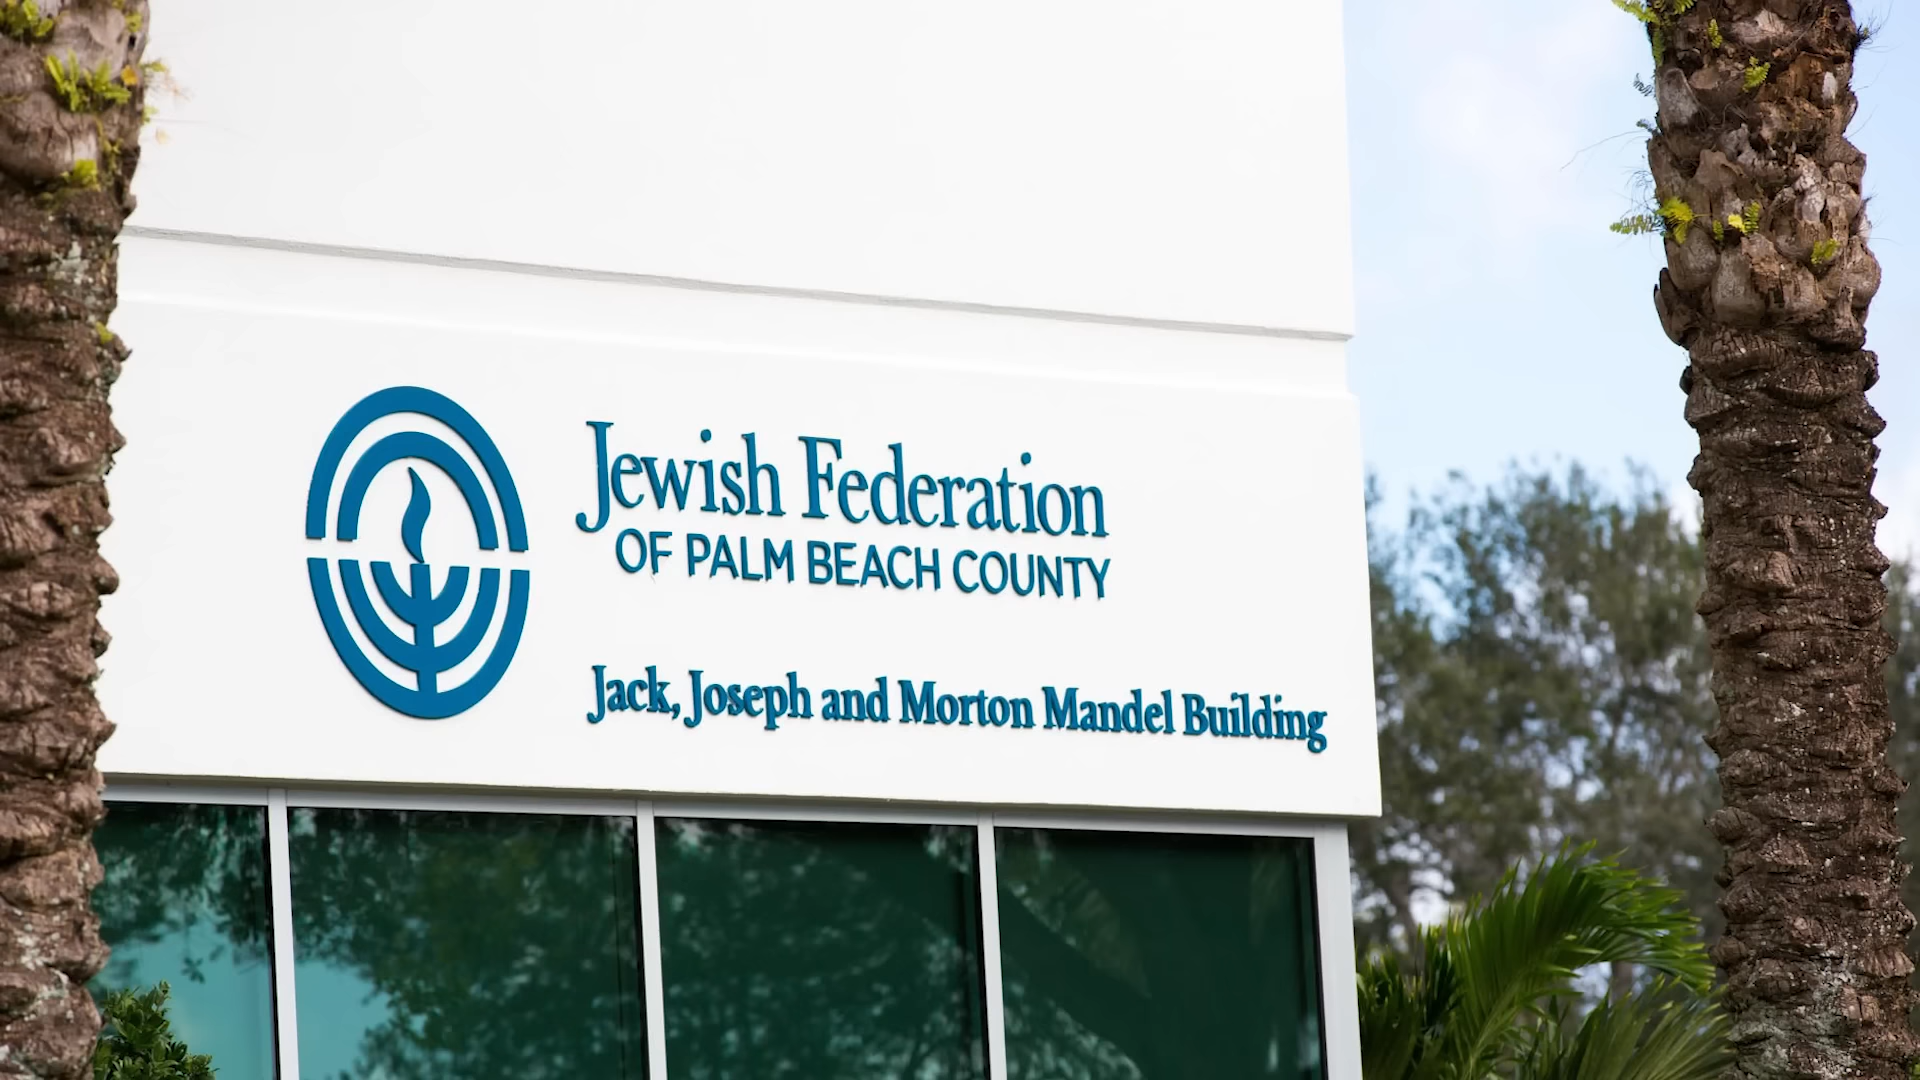 Jewish Federation
OF PALM BEACH COUNTY
Jack, Joseph and Morton Mandel Building